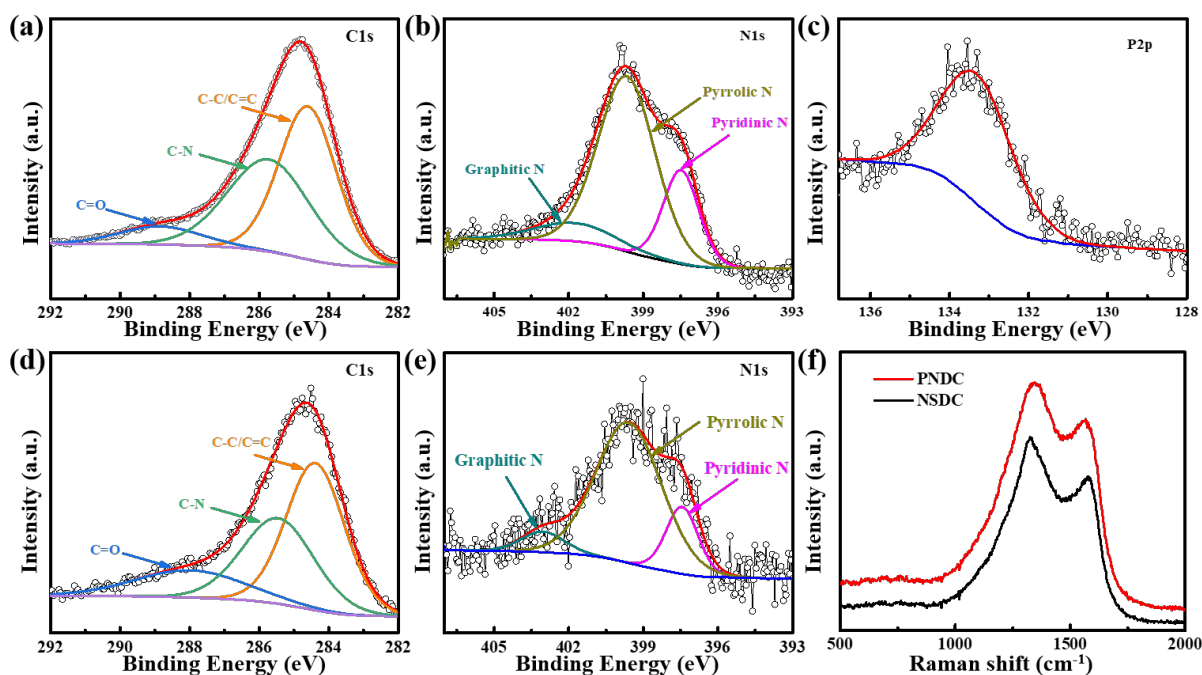 (a)
C1s
C-C/C=C
C-N
C=O
Intensity (a.u.)
292 290 288 286 284 282
Binding Energy (eV)
(b)
N1s
Pyrrolic N
Pyridinic N
Graphitic N
Intensity (a.u.)
405 402 399 396 393
Binding Energy (eV)
(c)
P2p
Intensity (a.u.)
136 134 132 130 128
Binding Energy (eV)
(d)
C1s
C-C/C=C
C-N
C=O
Intensity (a.u.)
292 290 288 286 284 282
Binding Energy (eV)
(e)
N1s
Pyrrolic N
Graphitic N
Pyridinic N
Intensity (a.u.)
405 402 399 396 393
Binding Energy (eV)
(f)
PNDC
NSDC
Intensity (a.u.)
500 1000 1500 2000
Raman shift (cm⁻¹)